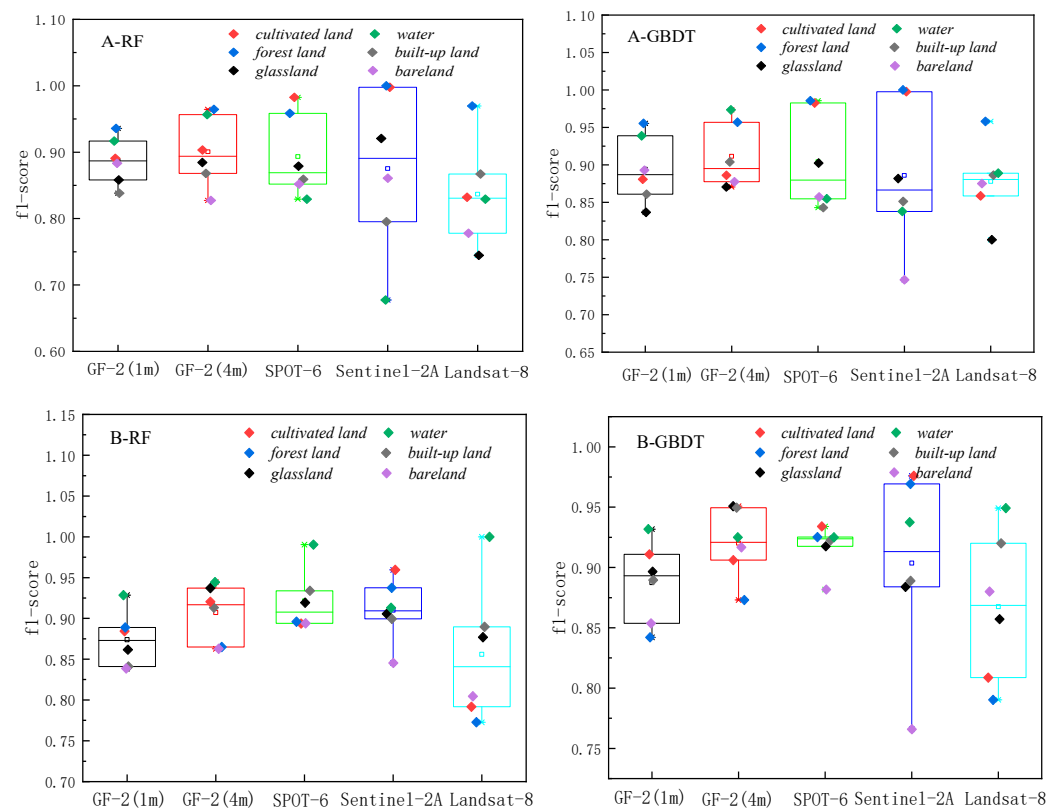 A-RF
cultivated land water
forest land built-up land
glassland bareland
1.10
1.00
0.90
0.80
0.70
0.60
f1-score
GF-2(1m) GF-2(4m) SPOT-6 Sentinel-2A Landsat-8
A-GBDT
cultivated land water
forest land built-up land
glassland bareland
1.10
1.05
1.00
0.95
0.90
0.85
0.80
0.75
0.70
0.65
f1-score
GF-2(1m) GF-2(4m) SPOT-6 Sentinel-2A Landsat-8
B-RF
cultivated land water
forest land built-up land
glassland bareland
1.15
1.10
1.05
1.00
0.95
0.90
0.85
0.80
0.75
0.70
f1-score
GF-2(1m) GF-2(4m) SPOT-6 Sentinel-2A Landsat-8
B-GBDT
cultivated land water
forest land built-up land
glassland bareland
1.00
0.95
0.90
0.85
0.80
0.75
f1-score
GF-2(1m) GF-2(4m) SPOT-6 Sentinel-2A Landsat-8